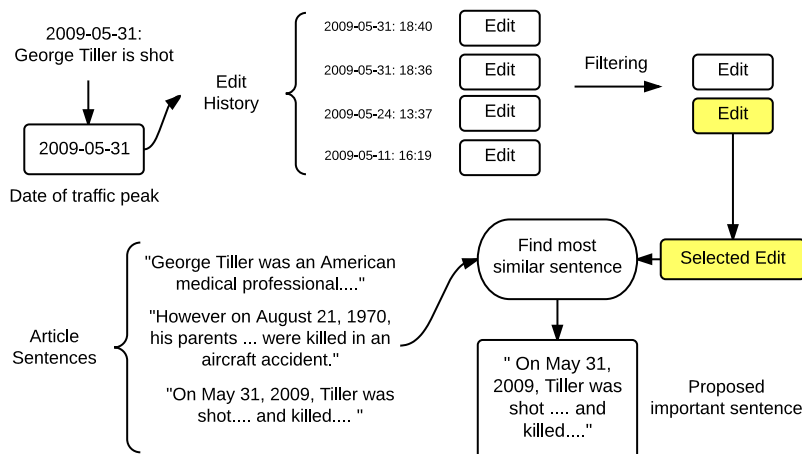 2009-05-31:
George Tiller is shot
2009-05-31
Date of traffic peak
Edit
History
2009-05-31: 18:40
Edit
2009-05-31: 18:36
Edit
2009-05-24: 13:37
Edit
2009-05-11: 16:19
Edit
Filtering
Edit
Edit
Selected Edit
Find most
similar sentence
Article
Sentences
"George Tiller was an American
medical professional...."
"However on August 21, 1970,
his parents ... were killed in an
aircraft accident."
"On May 31, 2009, Tiller was
shot.... and killed.... "
" On May 31,
2009, Tiller was
shot .... and
killed...."
Proposed
important sentence